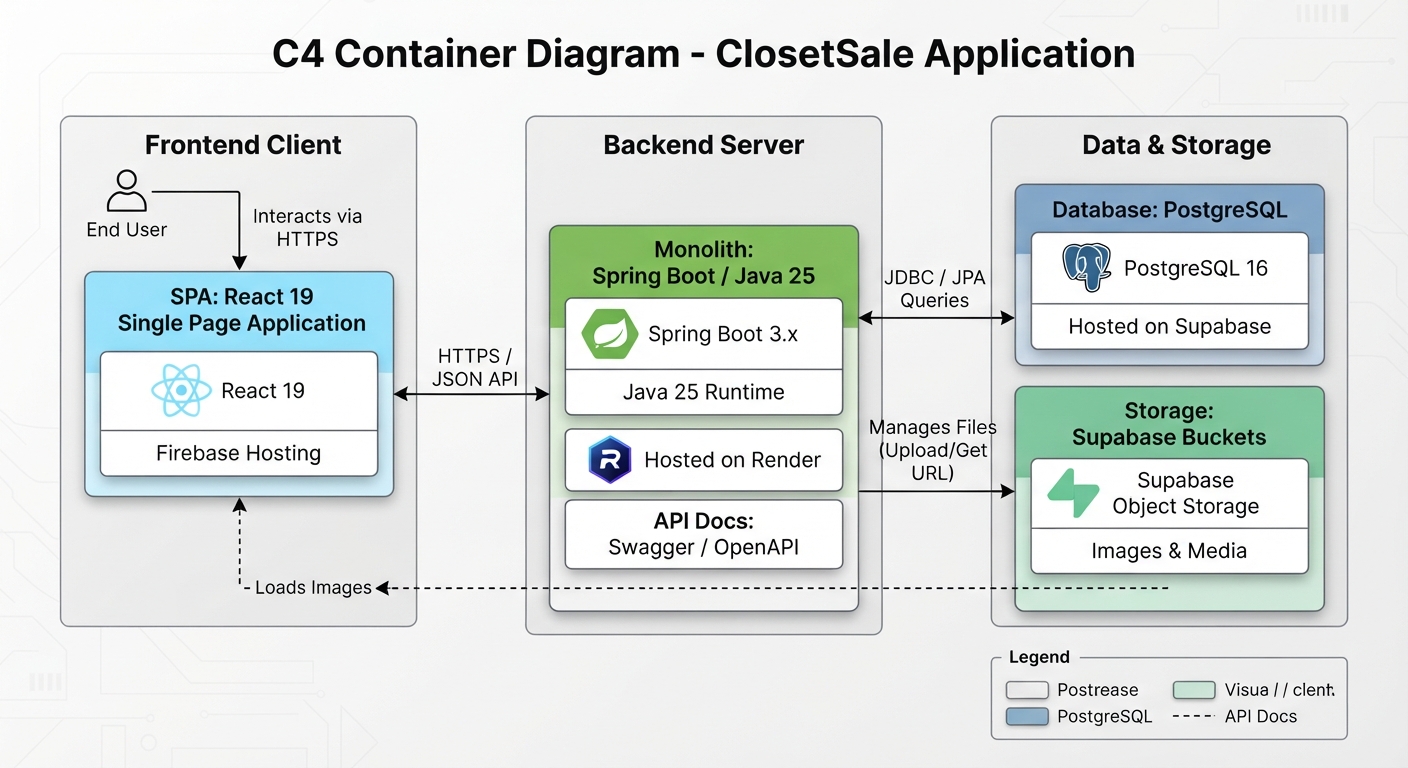 C4 Container Diagram - ClosetSale Application
Frontend Client
End User
Interacts via
HTTPS
SPA: React 19
Single Page Application
React 19
Firebase Hosting
Loads Images
HTTPS /
JSON API
Backend Server
Monolith:
Spring Boot / Java 25
Spring Boot 3.x
Java 25 Runtime
R
Hosted on Render
API Docs:
Swagger / OpenAPI
JDBC / JPA
Queries
Manages Files
(Upload/Get
URL)
Data & Storage
Database: PostgreSQL
PostgreSQL 16
Hosted on Supabase
Storage:
Supabase Buckets
Supabase
Object Storage
Images & Media
Legend
Postrease
Visua / / clent.
PostgreSQL
API Docs